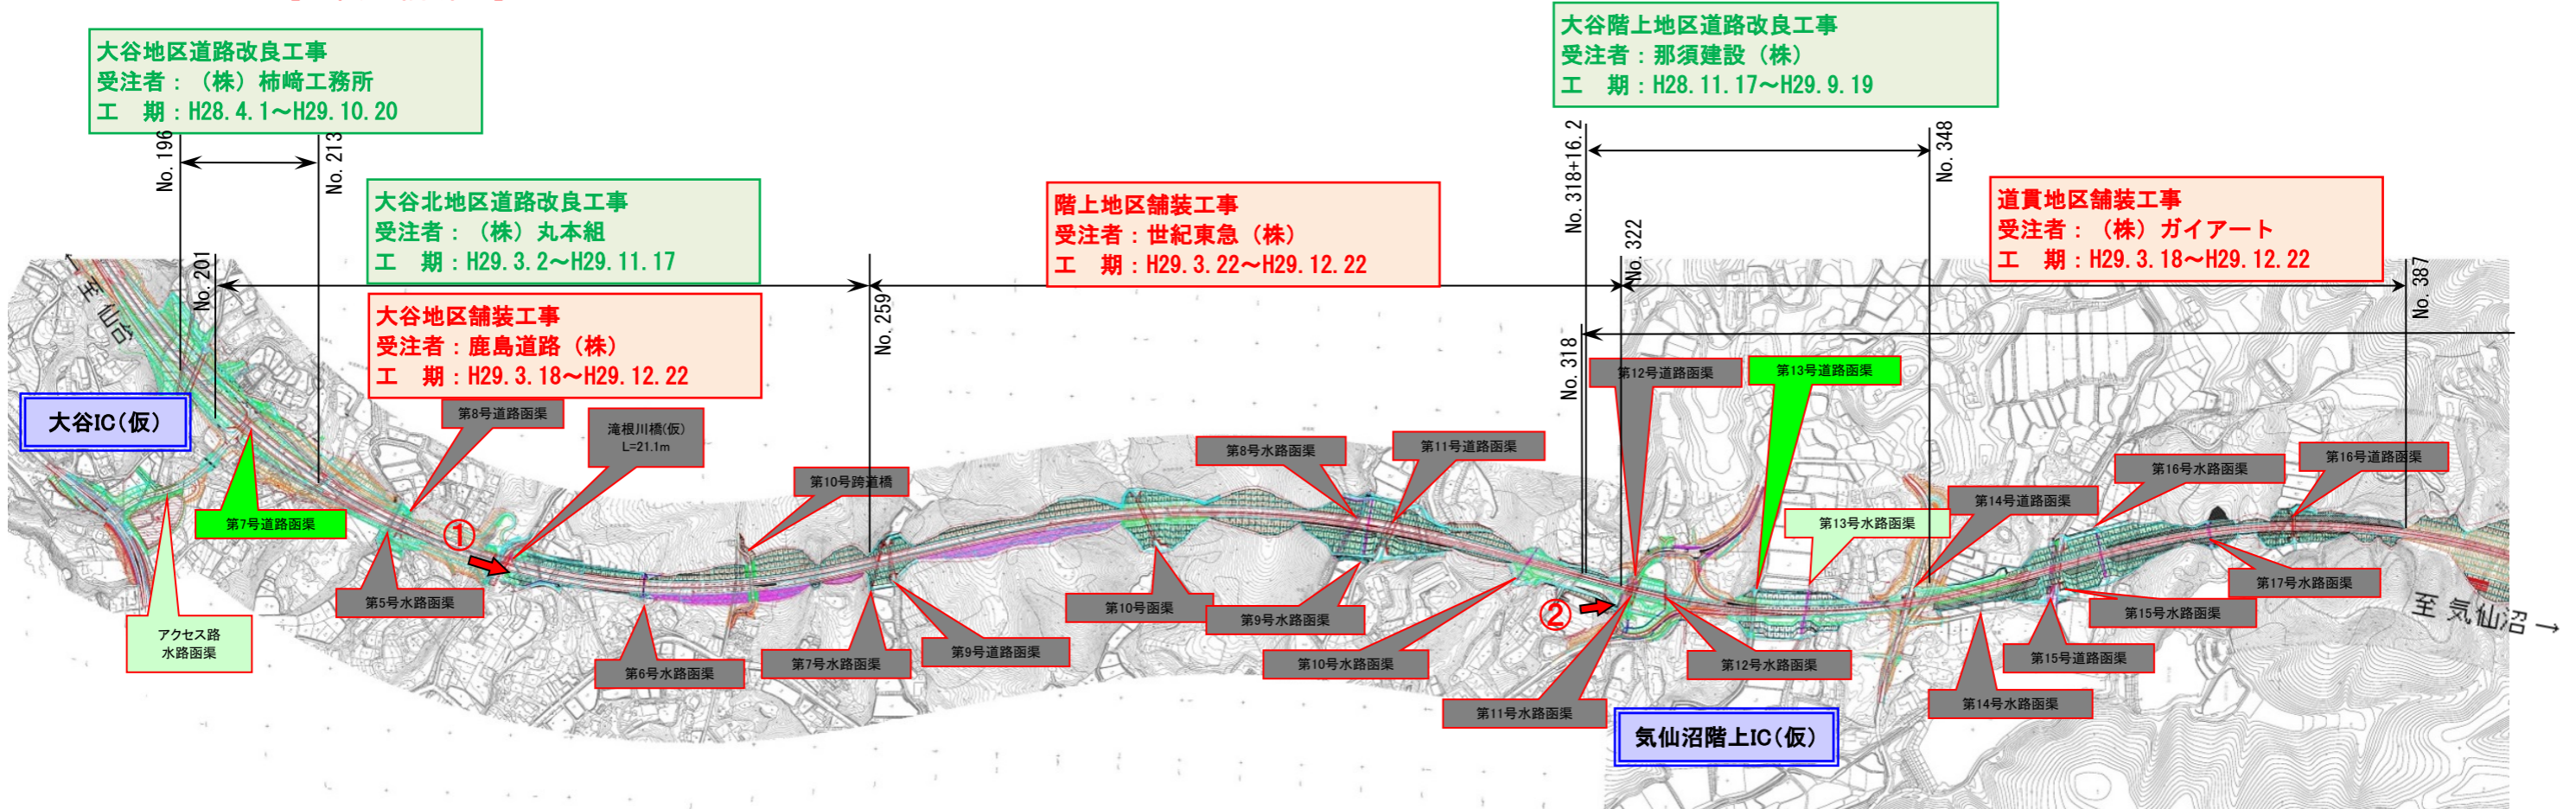 大谷地区道路改良工事
受注者：（株）柿﨑工務所
工　期：H28.4.1～H29.10.20
大谷階上地区道路改良工事
受注者：那須建設（株）
工　期：H28.11.17～H29.9.19
No.196
No.213
No.318+16.2
No.348
大谷北地区道路改良工事
受注者：（株）丸本組
工　期：H29.3.2～H29.11.17
階上地区舗装工事
受注者：世紀東急（株）
工　期：H29.3.22～H29.12.22
道貫地区舗装工事
受注者：（株）ガイアート
工　期：H29.3.18～H29.12.22
No.201
No.259
No.322
No.387
No.318
大谷地区舗装工事
受注者：鹿島道路（株）
工　期：H29.3.18～H29.12.22
←至 仙台
大谷IC(仮)
第8号道路函渠
滝根川橋(仮)
L=21.1m
第10号跨道橋
第8号水路函渠
第11号道路函渠
第12号道路函渠
第13号道路函渠
第16号水路函渠
第16号道路函渠
第14号道路函渠
第13号水路函渠
第7号道路函渠
①
第5号水路函渠
アクセス路
水路函渠
第6号水路函渠
第7号水路函渠
第9号道路函渠
第10号函渠
第9号水路函渠
第10号水路函渠
②
第11号水路函渠
第12号水路函渠
第17号水路函渠
第15号水路函渠
第15号道路函渠
第14号水路函渠
至 気仙沼→
気仙沼階上IC(仮)